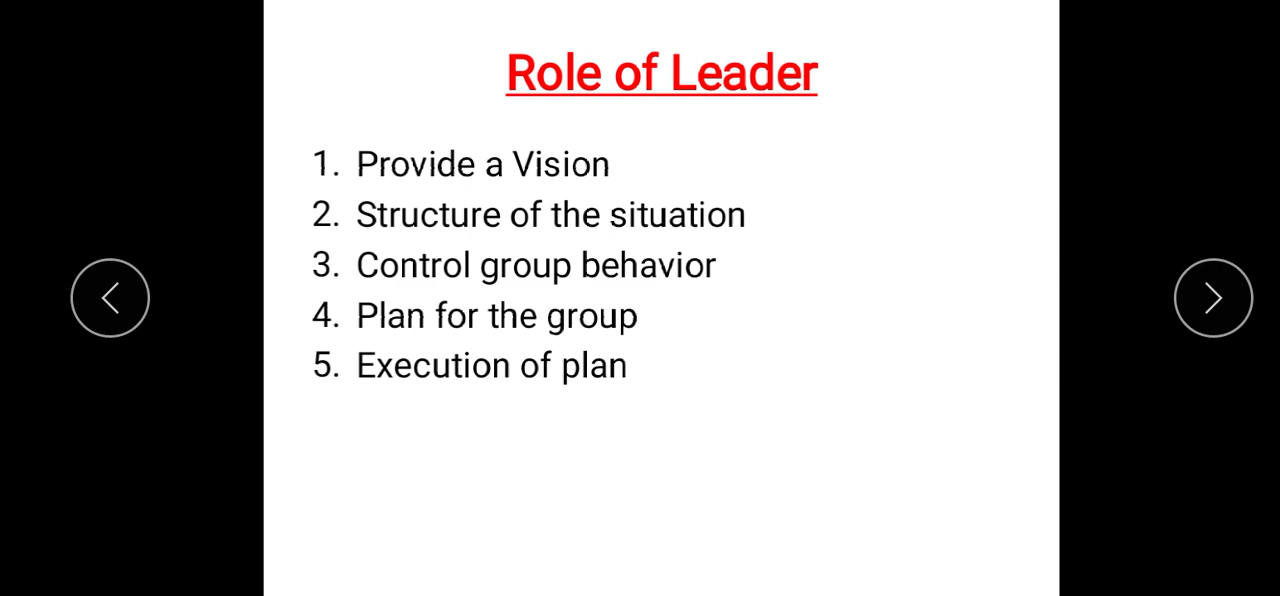 Role of Leader
1. Provide a Vision
2. Structure of the situation
3. Control group behavior
4. Plan for the group
5. Execution of plan